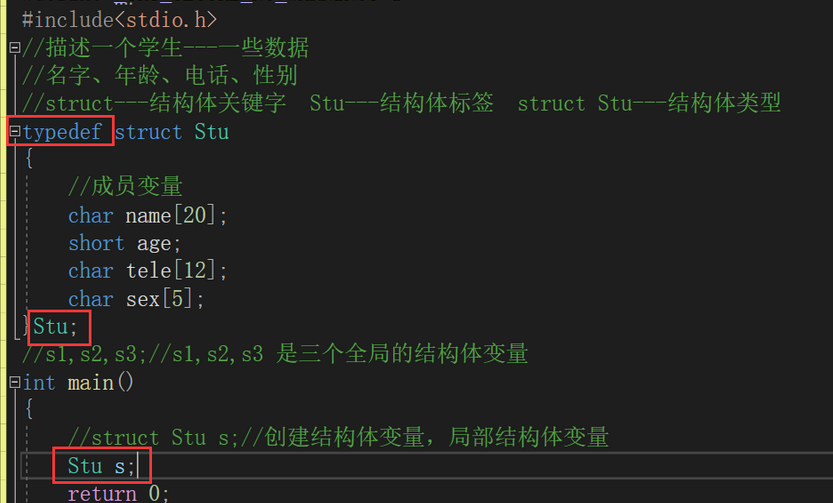 #include<stdio.h>
//描述一个学生---一些数据
//名字、年龄、电话、性别
//struct---结构体关键字  Stu---结构体标签  struct Stu---结构体类型
typedef struct Stu
{
//成员变量
char name[20];
short age;
char tele[12];
char sex[5];
}Stu;
//s1,s2,s3;//s1,s2,s3 是三个全局的结构体变量
int main()
{
//struct Stu s;//创建结构体变量，局部结构体变量
Stu s;
return 0;